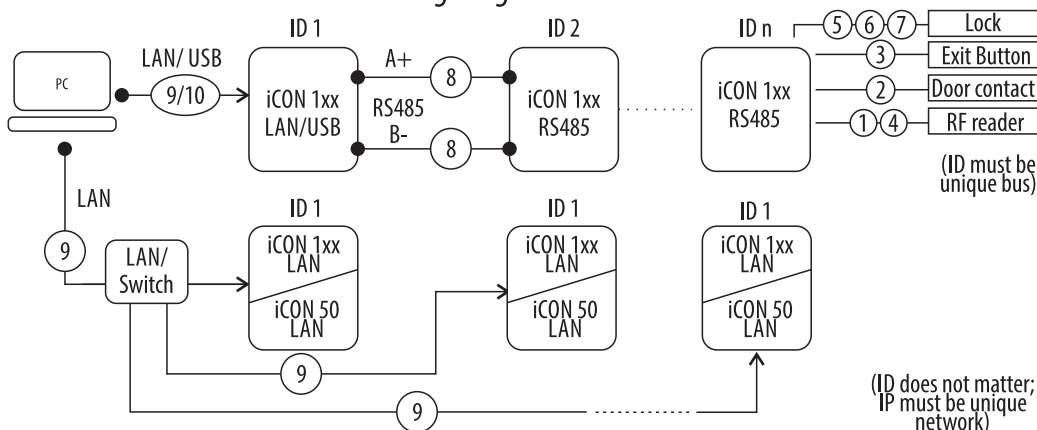 ID 1
ID 2
ID n
5 6 7 Lock
3 Exit Button
2 Door contact
1 4 RF reader
(ID must be
unique bus)
PC
LAN/ USB
9/10
iCON 1xx
LAN/USB
A+
8
RS485
B-
8
iCON 1xx
RS485
iCON 1xx
RS485
LAN
9
LAN/
Switch
ID 1
iCON 1xx
LAN
iCON 50
LAN
ID 1
iCON 1xx
LAN
iCON 50
LAN
ID 1
iCON 1xx
LAN
iCON 50
LAN
9
9
(ID does not matter;
IP must be unique
network)